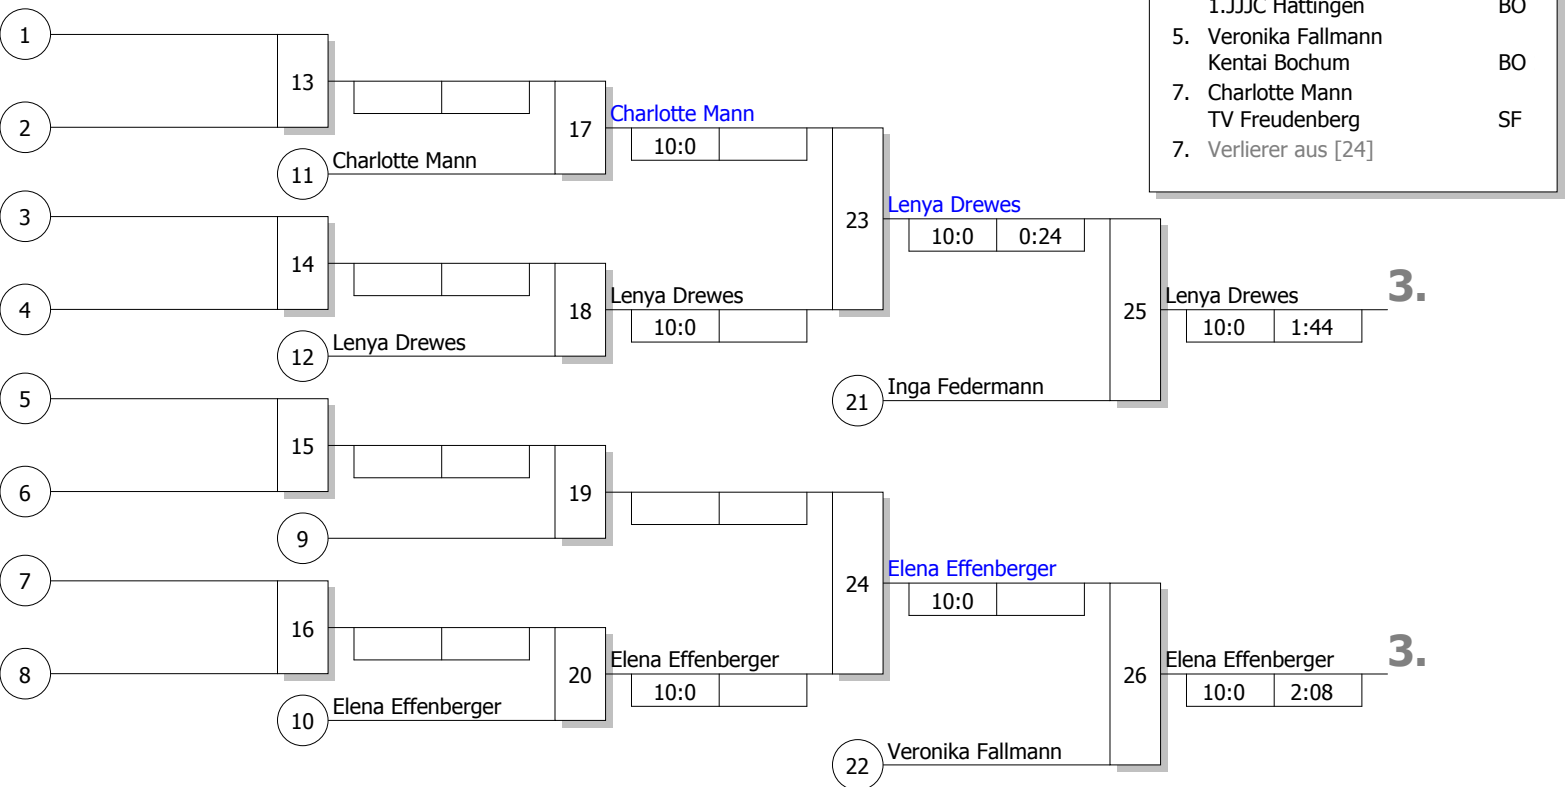 1.JJJC Hattingen BO
5. Veronika Fallmann
Kentai Bochum BO
7. Charlotte Mann
TV Freudenberg SF
7. Verlierer aus [24]
1
13
2
17
Charlotte Mann
10:0
11
Charlotte Mann
3
23
Lenya Drewes
10:0 0:24
14
4
18
Lenya Drewes
10:0
12
Lenya Drewes
25
Lenya Drewes
10:0 1:44
3.
21
Inga Federmann
5
15
6
19
9
7
24
Elena Effenberger
10:0
16
8
20
Elena Effenberger
10:0
10
Elena Effenberger
26
Elena Effenberger
10:0 2:08
3.
22
Veronika Fallmann